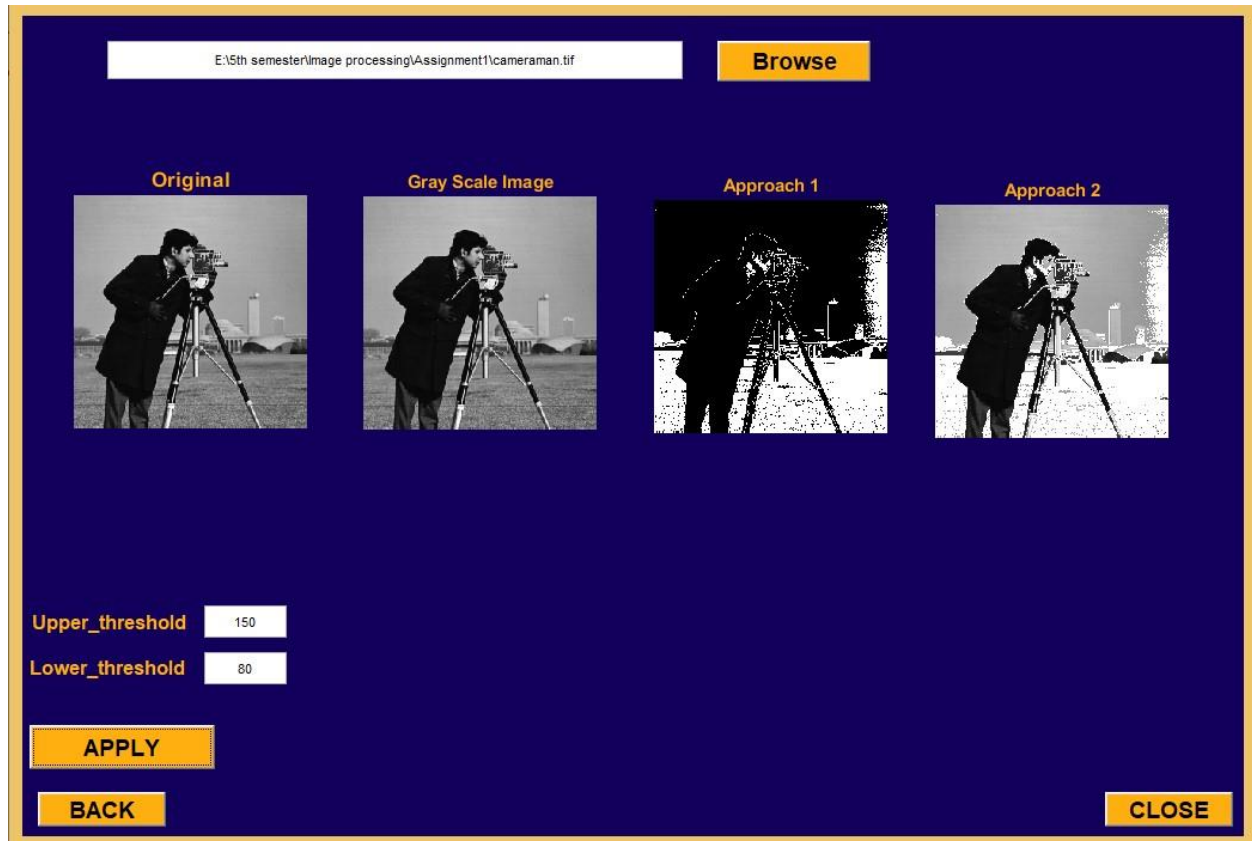 E:\5th semester\Image processing\Assignment1\cameraman.tif
Browse
Original
Gray Scale Image
Approach 1
Approach 2
Upper_threshold
150
Lower_threshold
80
APPLY
BACK
CLOSE